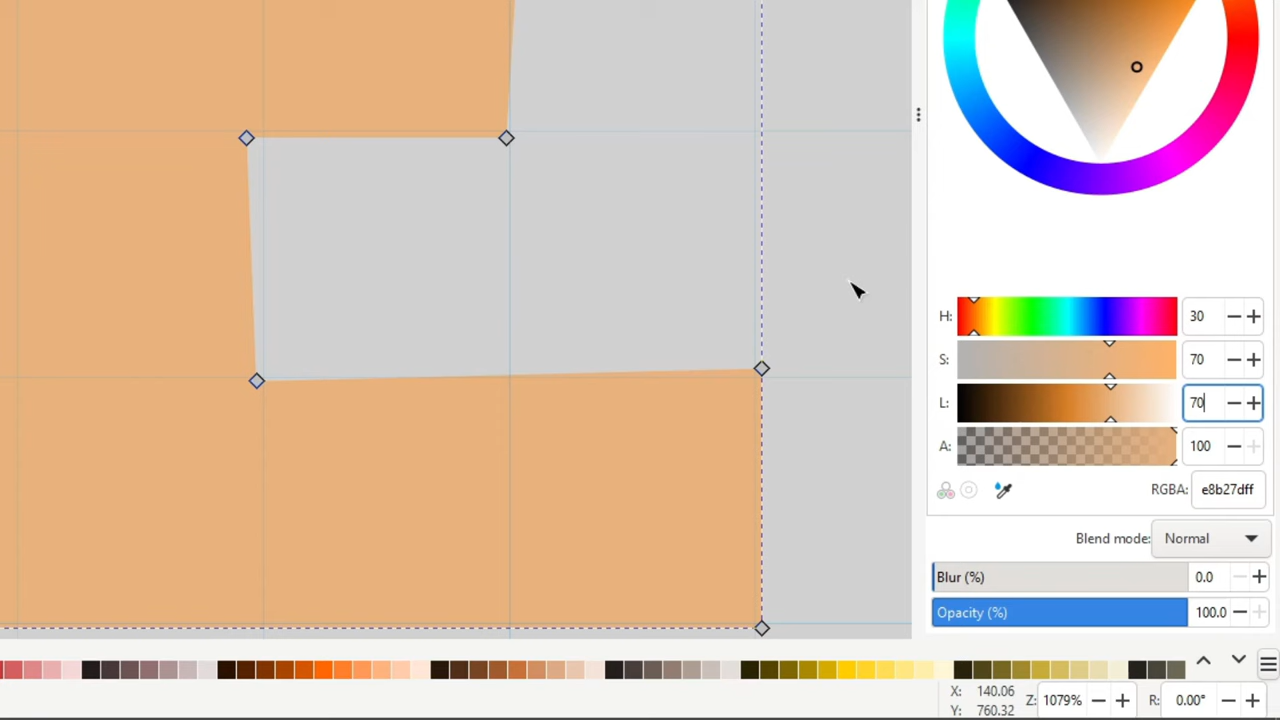 H: 30
S: 70
L: 70
A: 100
RGBA: e8b27dff
Blend mode: Normal
Blur (%) 0.0
Opacity (%) 100.0
X: 140.06
Y: 760.32
Z: 1079%
R: 0.00°